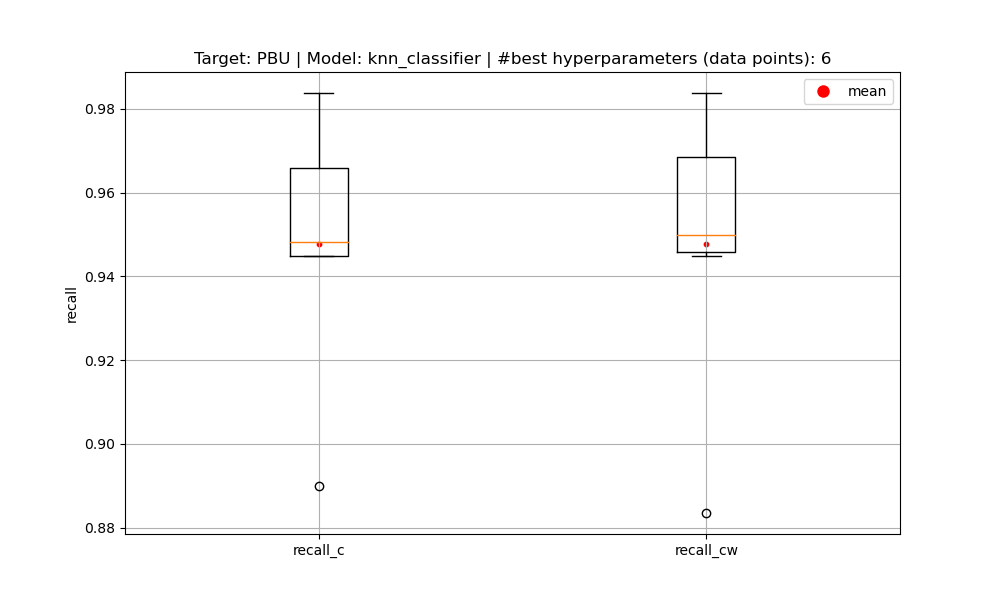 Target: PBU | Model: knn_classifier | #best hyperparameters (data points): 6
mean
0.98
0.96
0.94
0.92
0.90
0.88
recall
recall_c
recall_cw